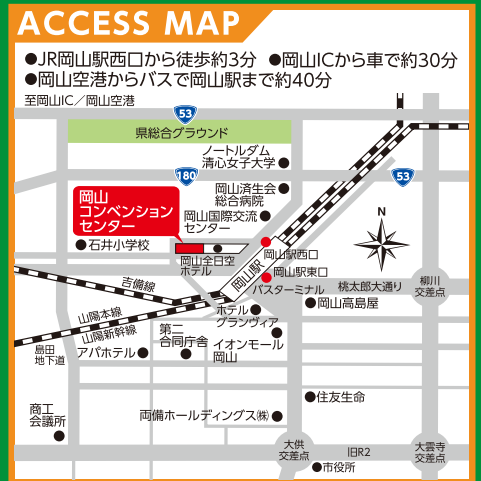 ACCESS MAP
●JR岡山駅西口から徒歩約3分 ●岡山ICから車で約30分
●岡山空港からバスで岡山駅まで約40分
至岡山IC／岡山空港
53
県総合グラウンド
ノートルダム
清心女子大学
180
53
岡山済生会
総合病院
岡山
コンベンション
センター
岡山国際交流
センター
N
石井小学校
岡山全日空
ホテル
岡山駅西口
岡山駅
岡山駅東口
吉備線
バスターミナル
桃太郎大通り
柳川
交差点
岡山高島屋
山陽本線
山陽新幹線
ホテル
グランヴィア
第二
合同庁舎
イオンモール
岡山
島田
地下道
アパホテル
住友生命
商工
会議所
両備ホールディングス㈱
大供
交差点
旧R2
大雲寺
交差点
市役所